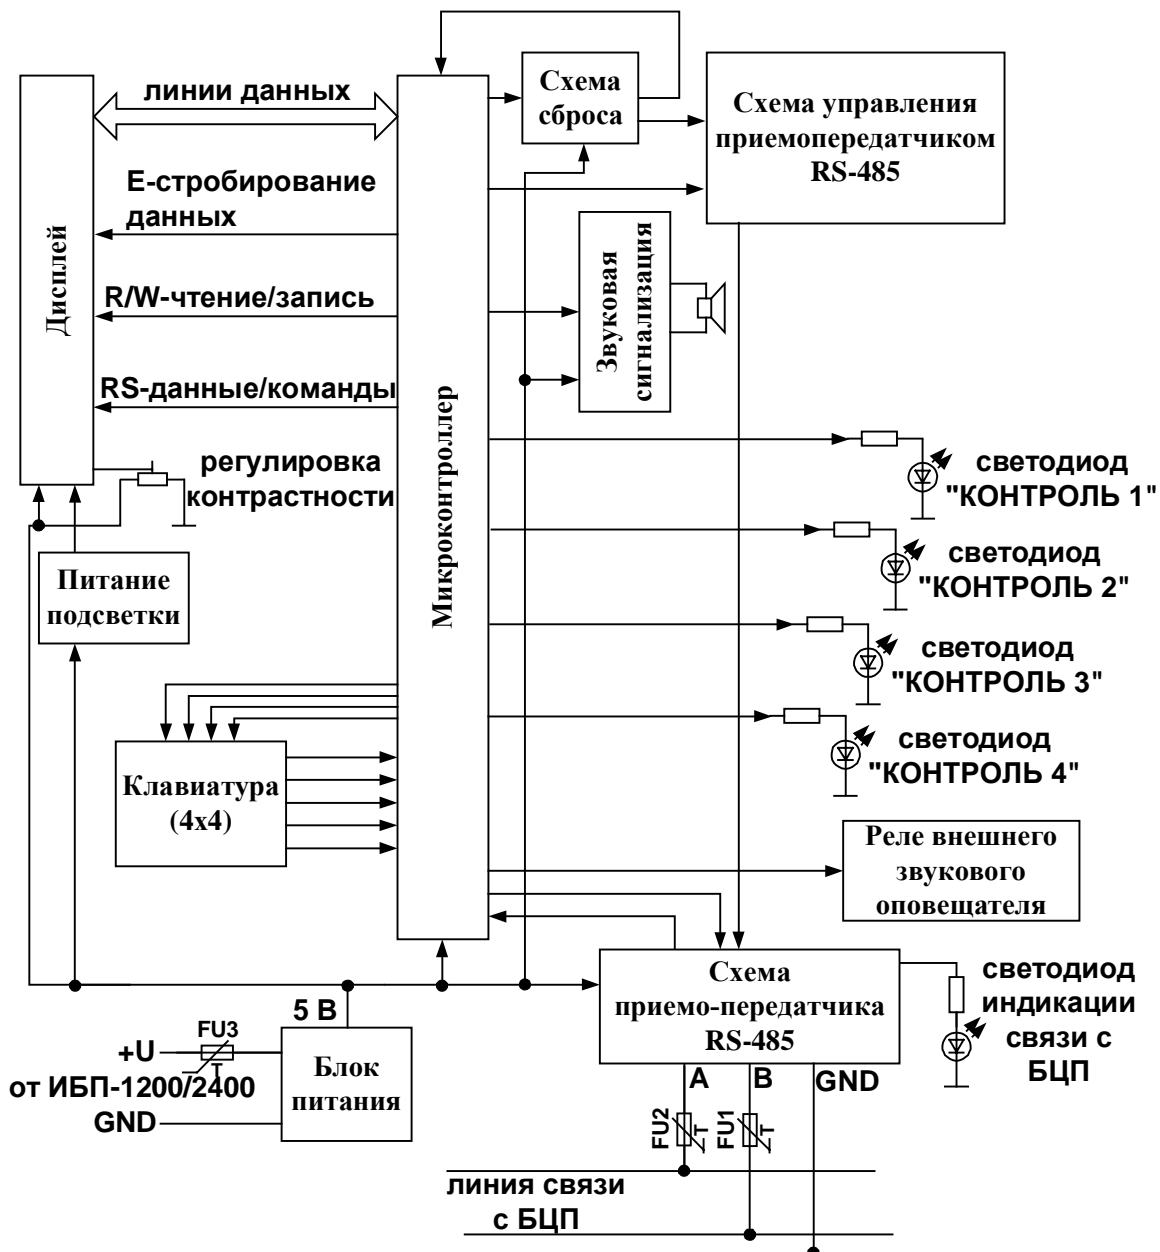 линии данных
Схема
сброса
Схема управления
приемопередатчиком
RS-485
E-стробирование
данных
Дисплей
R/W-чтение/запись
Звуковая
сигнализация
RS-данные/команды
Микроконтроллер
регулировка
контрастности
светодиод
"КОНТРОЛЬ 1"
Питание
подсветки
светодиод
"КОНТРОЛЬ 2"
светодиод
"КОНТРОЛЬ 3"
светодиод
"КОНТРОЛЬ 4"
Клавиатура
(4x4)
Реле внешнего
звукового
оповещателя
Схема
приемо-передатчика
RS-485
светодиод
индикации
связи с
БЦП
5 В
FU3
T
+U
от ИБП-1200/2400
GND
Блок
питания
A
B
GND
FU2
T
FU1
T
линия связи
с БЦП